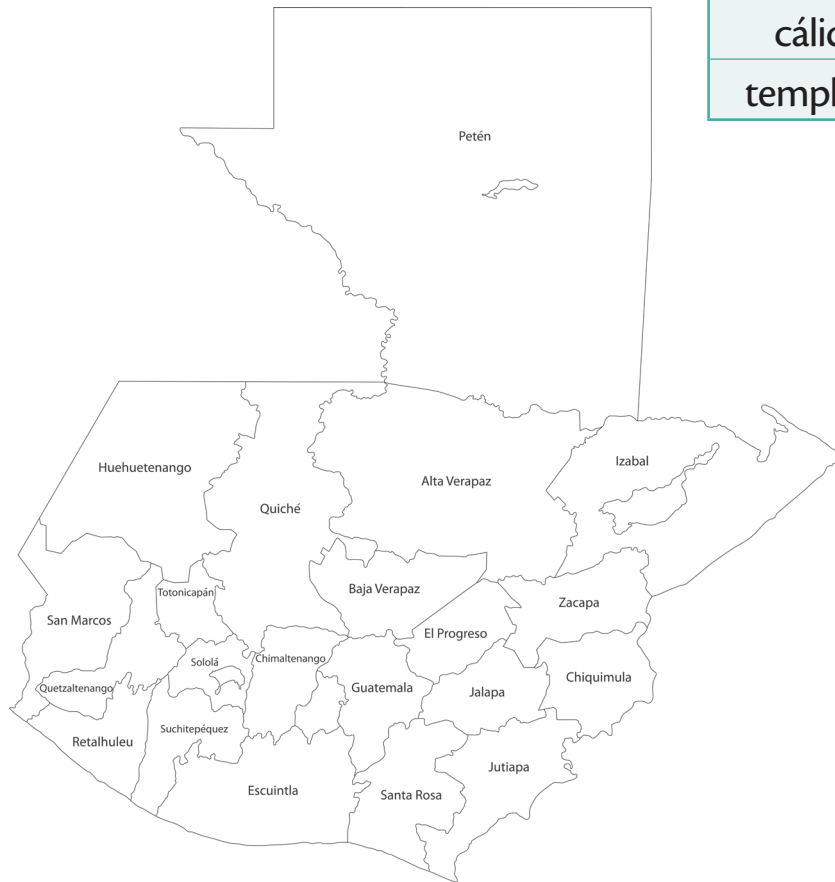 cálid
templ
Petén
Huehuetenango
Izabal
Alta Verapaz
Quiché
Baja Verapaz
Totonicapán
Zacapa
San Marcos
El Progreso
Sololá
Chimaltenango
Chiquimula
Quetzaltenango
Guatemala
Jalapa
Suchitepéquez
Retalhuleu
Jutiapa
Escuintla
Santa Rosa